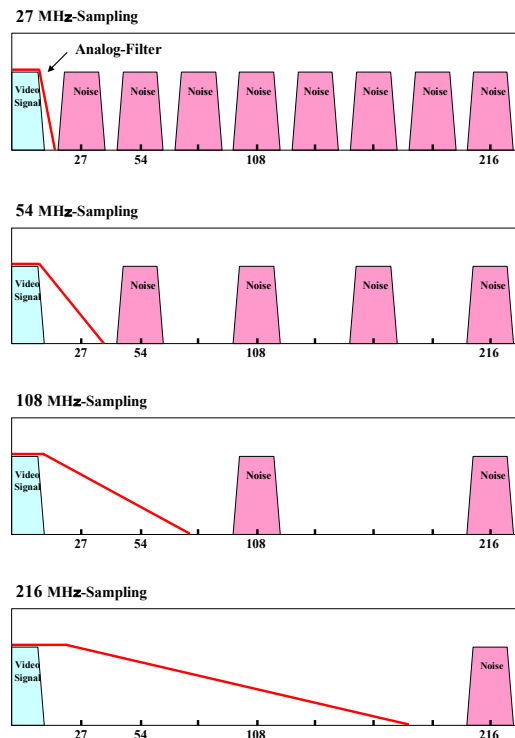 27 MHz-Sampling
Analog-Filter
Video
Signal
Noise
Noise
Noise
Noise
Noise
Noise
Noise
Noise
27
54
108
216
54 MHz-Sampling
Video
Signal
Noise
Noise
Noise
Noise
27
54
108
216
108 MHz-Sampling
Video
Signal
Noise
Noise
27
54
108
216
216 MHz-Sampling
Video
Signal
Noise
27
54
108
216